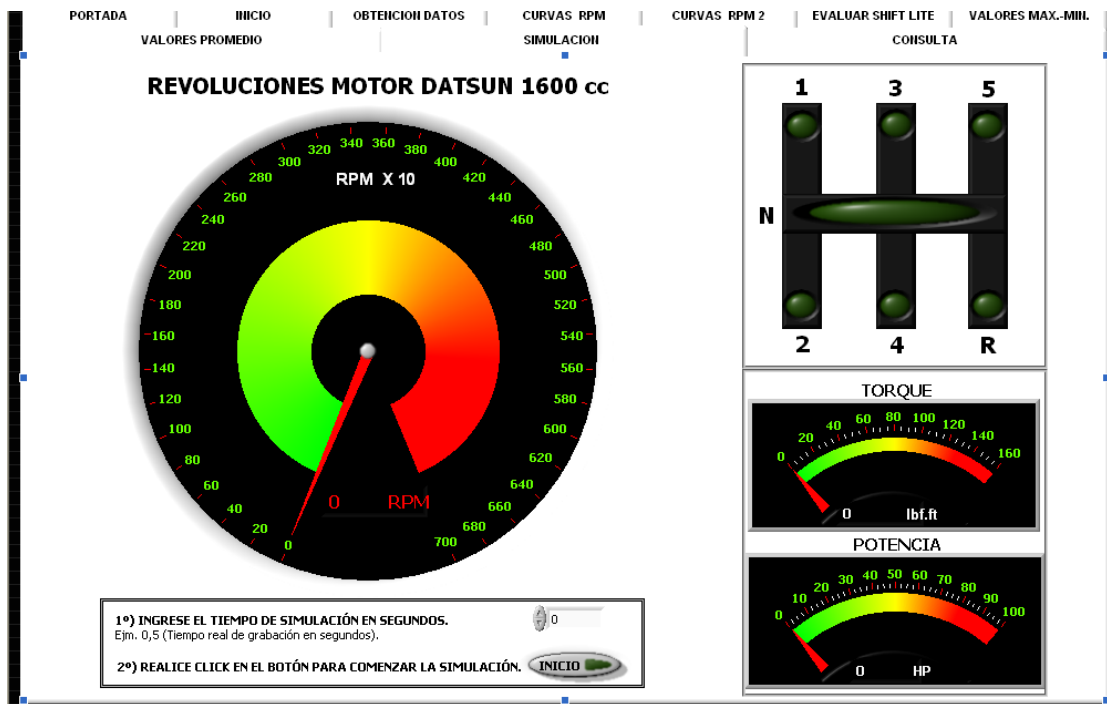 PORTADA INICIO OBTENCION DATOS CURVAS RPM CURVAS RPM 2 EVALUAR SHIFT LITE VALORES MAX.-MIN.
VALORES PROMEDIO SIMULACION CONSULTA
REVOLUCIONES MOTOR DATSUN 1600 cc
RPM X 10
0
20
40
60
80
100
120
140
160
180
200
220
240
260
280
300
320
340
360
380
400
420
440
460
480
500
520
540
560
580
600
620
640
660
680
700
0 RPM
1 3 5
N
2 4 R
TORQUE
0 20 40 60 80 100 120 140 160
0 lbf.ft
POTENCIA
0 10 20 30 40 50 60 70 80 90 100
0 HP
1º) INGRESE EL TIEMPO DE SIMULACIÓN EN SEGUNDOS. 0
Ejm. 0,5 (Tiempo real de grabación en segundos).
2º) REALICE CLICK EN EL BOTÓN PARA COMENZAR LA SIMULACIÓN. INICIO